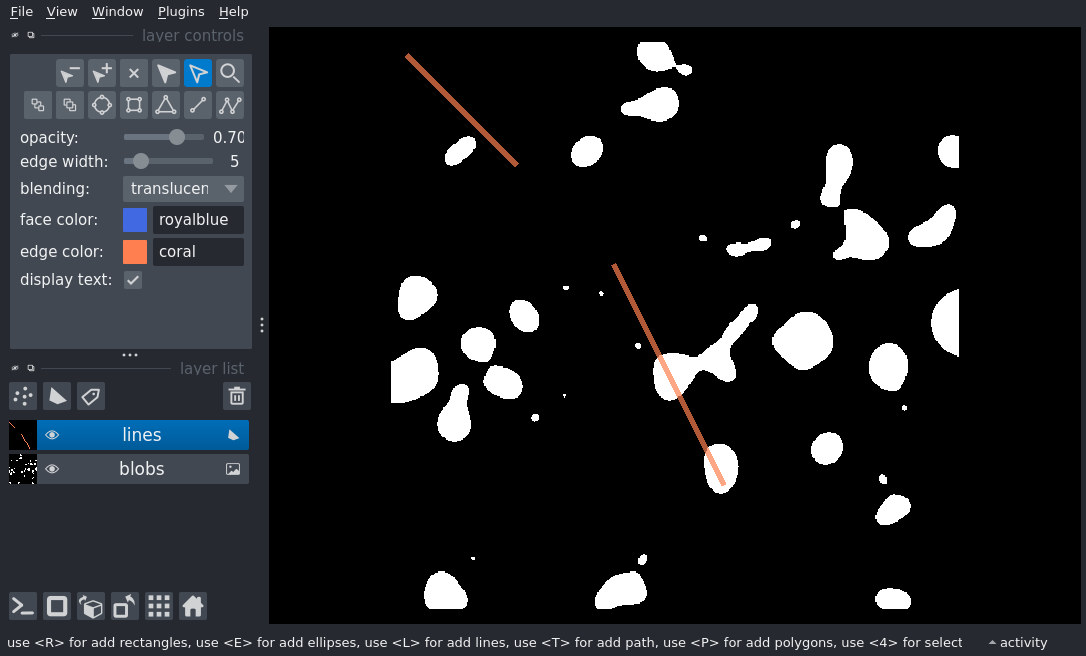 File View Window Plugins Help
layer controls
opacity: 0.70
edge width: 5
blending: translucen
face color: royalblue
edge color: coral
display text:
layer list
lines
blobs
use <R> for add rectangles, use <E> for add ellipses, use <L> for add lines, use <T> for add path, use <P> for add polygons, use <4> for select
activity